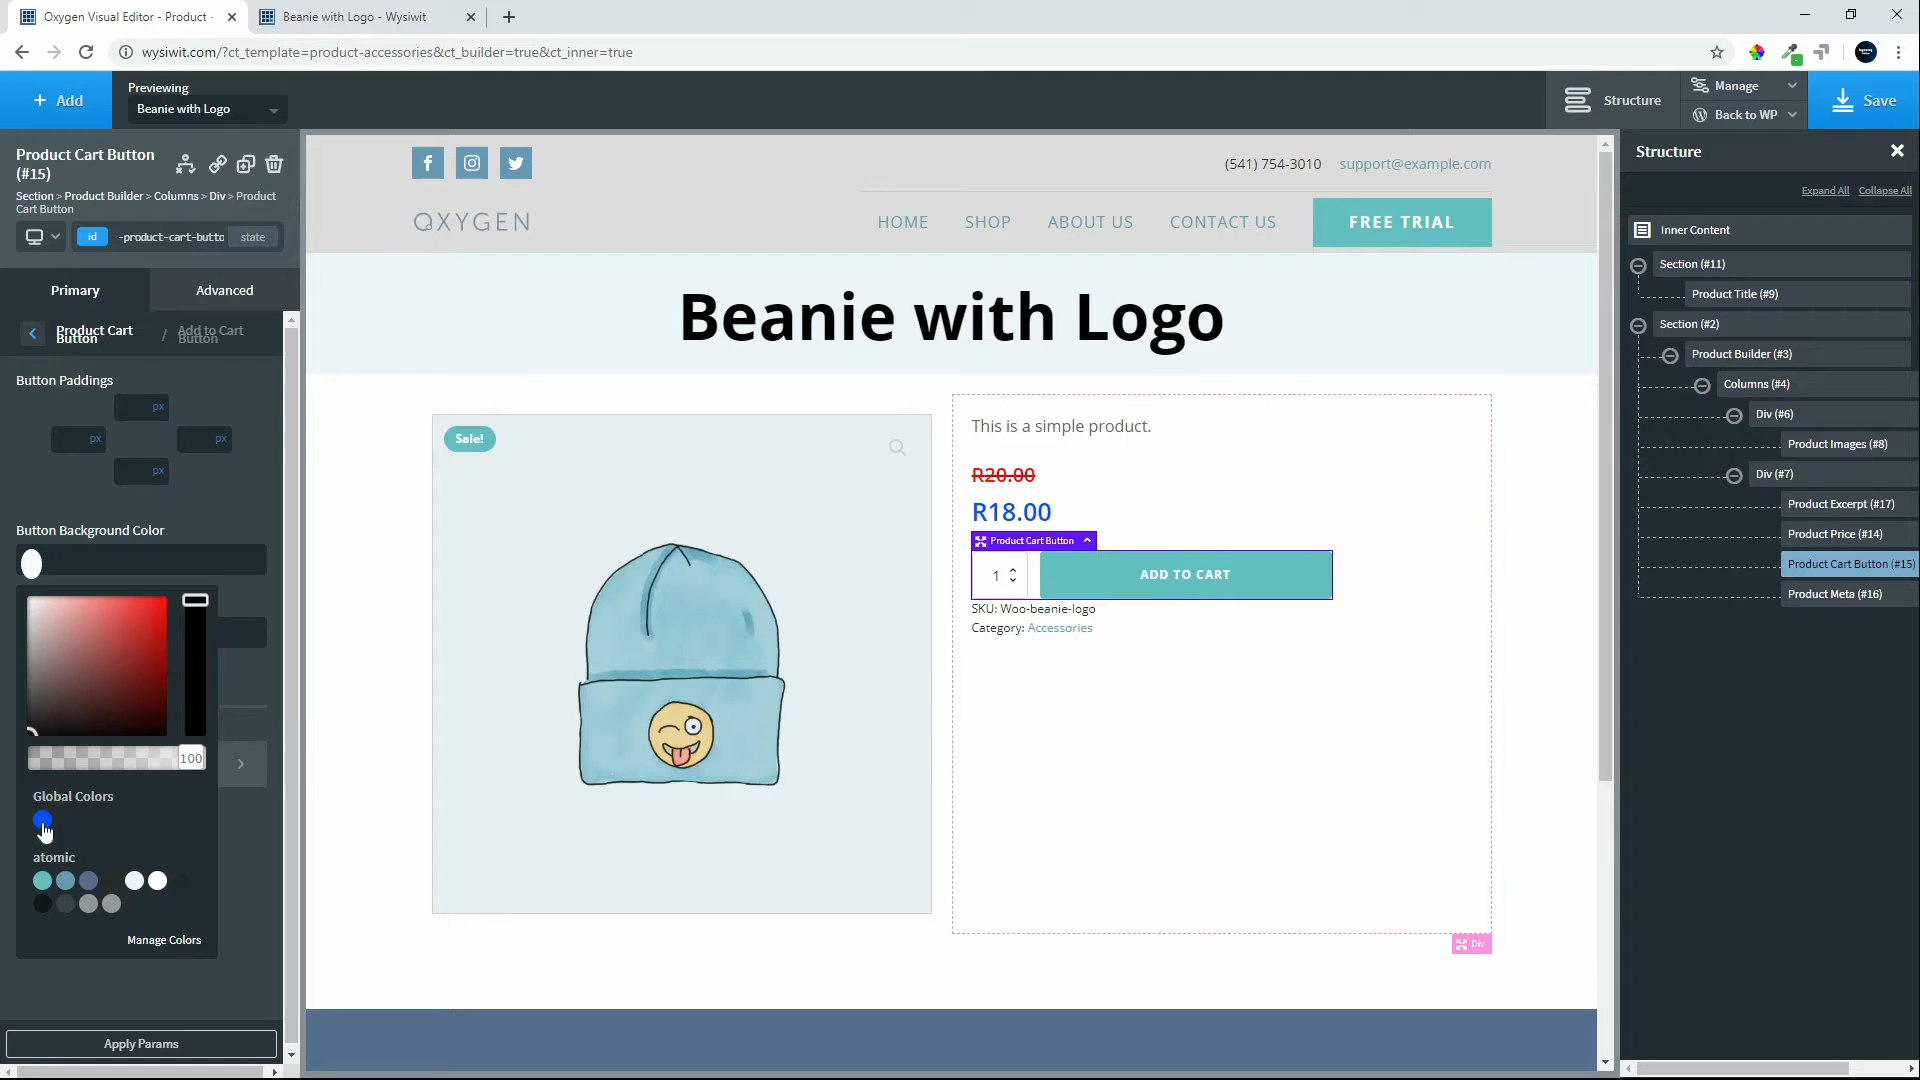 Oxygen Visual Editor - Product -
Beanie with Logo - Wysiwit
wysiwit.com/?ct_template=product-accessories&ct_builder=true&ct_inner=true
+ Add
Previewing
Beanie with Logo
Structure
Manage
Back to WP
Save
Product Cart Button
(#15)
Section > Product Builder > Columns > Div > Product
Cart Button
id
-product-cart-butto
state
Primary
Advanced
Product Cart
Button
/
Add to Cart
Button
Button Paddings
px
px
px
px
Button Background Color
100
Global Colors
atomic
Manage Colors
Apply Params
(541) 754-3010
support@example.com
OXYGEN
HOME
SHOP
ABOUT US
CONTACT US
FREE TRIAL
Beanie with Logo
Sale!
This is a simple product.
R20.00
R18.00
Product Cart Button
1
ADD TO CART
SKU: Woo-beanie-logo
Category: Accessories
Div
Structure
Expand All
Collapse All
Inner Content
Section (#11)
Product Title (#9)
Section (#2)
Product Builder (#3)
Columns (#4)
Div (#6)
Product Images (#8)
Div (#7)
Product Excerpt (#17)
Product Price (#14)
Product Cart Button (#15)
Product Meta (#16)